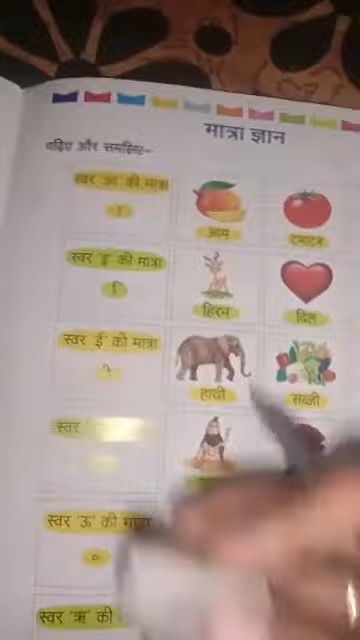 मात्रा ज्ञान
पढ़िए और समझिए–
स्वर 'आ' की मात्रा
ा
आम
टमाटर
स्वर 'इ' की मात्रा
ि
हिरन
दिल
स्वर 'ई' की मात्रा
ी
हाथी
सब्जी
स्वर
स्वर 'ऊ' की मात्रा
स्वर 'ऋ' की